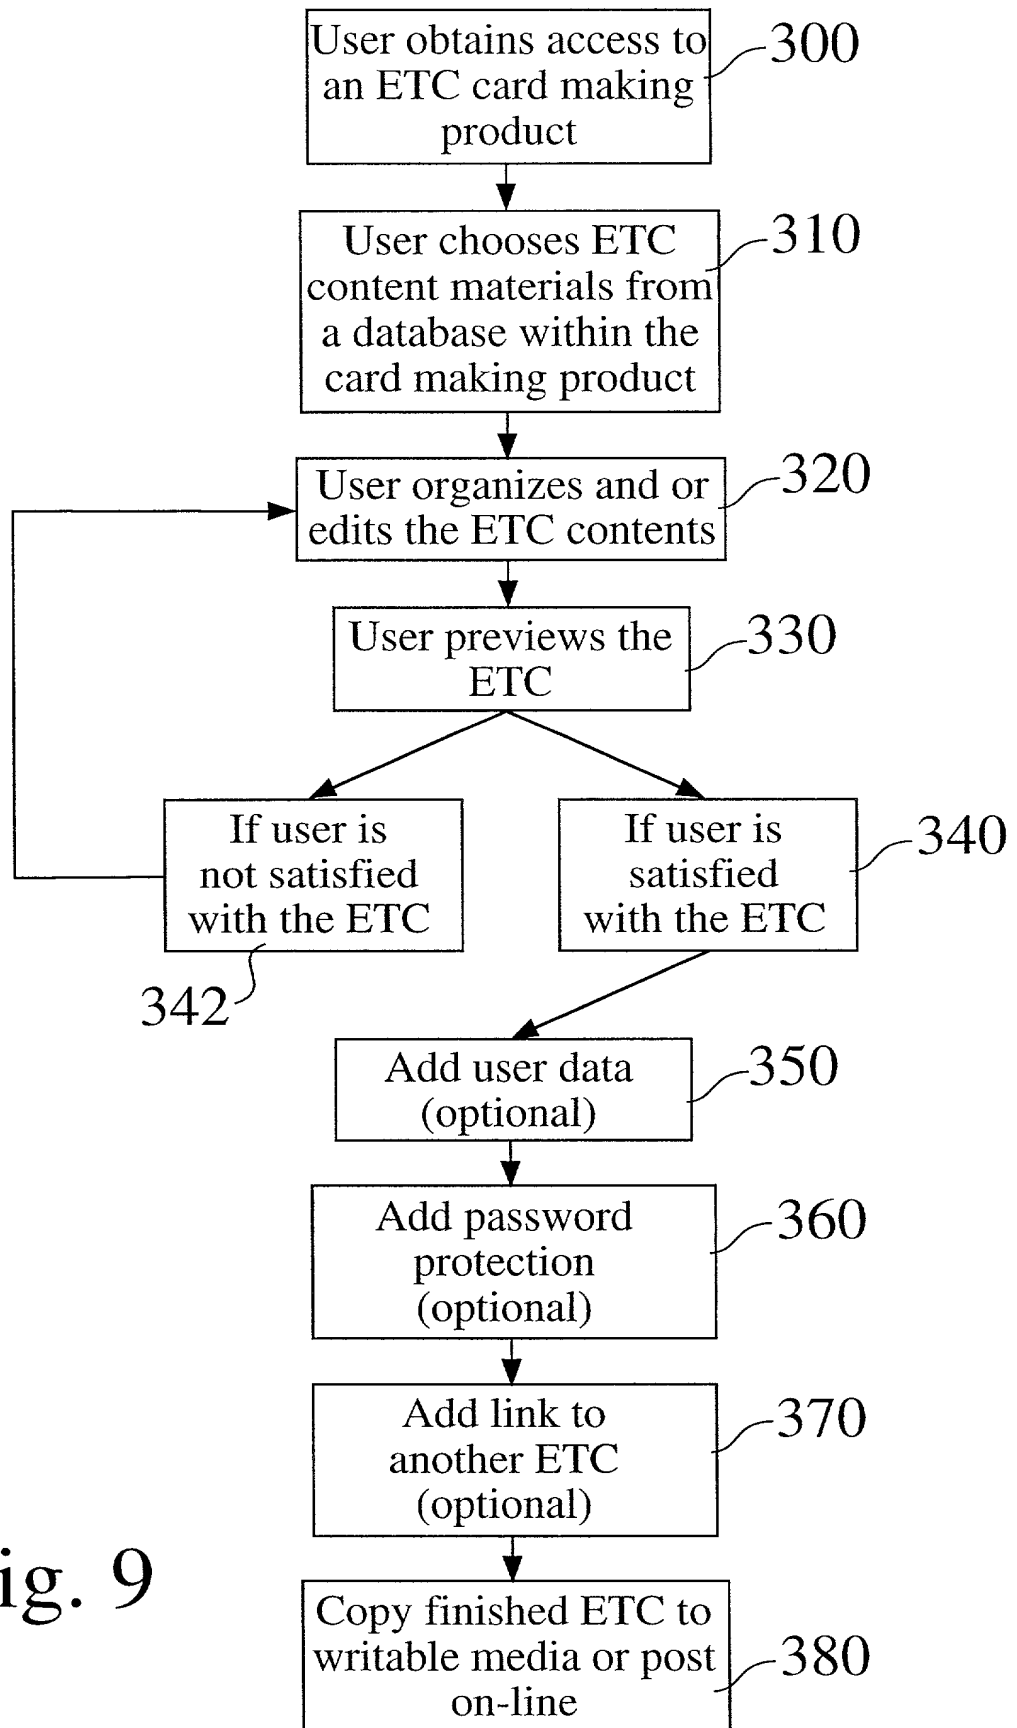 User obtains access to
an ETC card making
product
300
User chooses ETC
content materials from
a database within the
card making product
310
User organizes and or
edits the ETC contents
320
User previews the
ETC
330
If user is
not satisfied
with the ETC
342
If user is
satisfied
with the ETC
340
Add user data
(optional)
350
Add password
protection
(optional)
360
Add link to
another ETC
(optional)
370
Copy finished ETC to
writable media or post
on-line
380
ig. 9